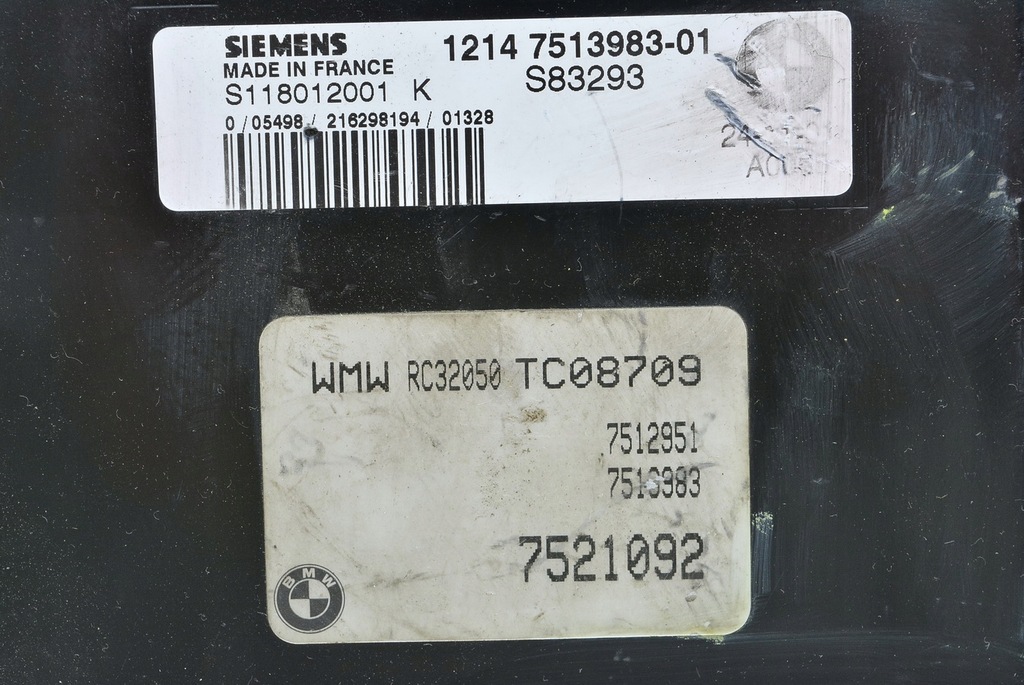 SIEMENS 1214 7513983-01
MADE IN FRANCE S83293
S118012001 K
0 / 05498 / 216298194 / 01328
WMW RC32050 TC08709
7512951
7513983
7521092
BMW